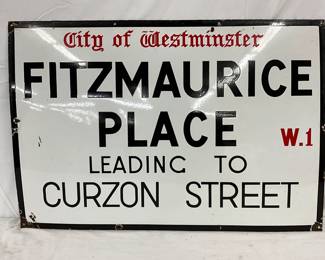 City of Westminster
FITZMAURICE
PLACE W.1
LEADING TO
CURZON STREET